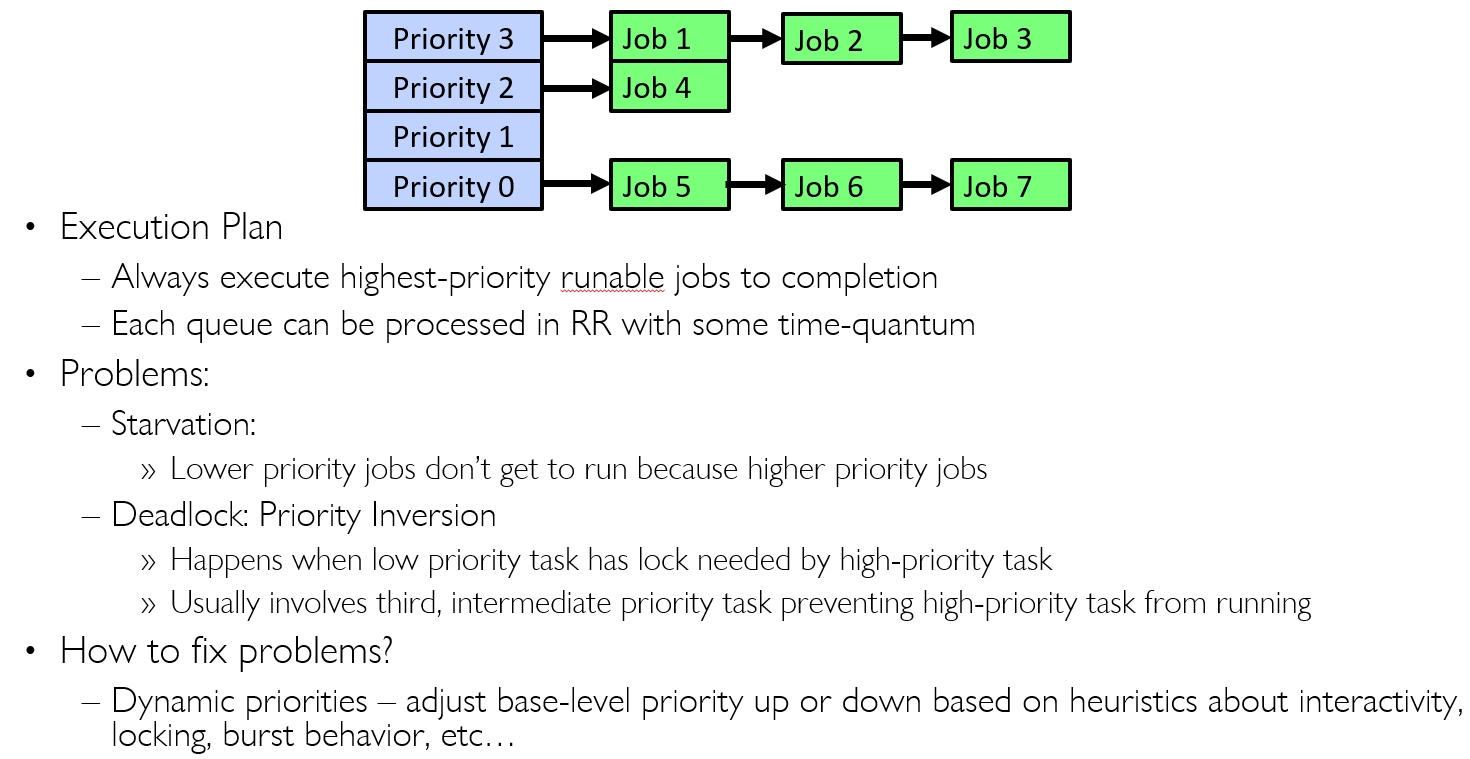 Priority 3 Job 1 Job 2 Job 3
Priority 2 Job 4
Priority 1
Priority 0 Job 5 Job 6 Job 7
• Execution Plan
– Always execute highest-priority runable jobs to completion
– Each queue can be processed in RR with some time-quantum
• Problems:
– Starvation:
» Lower priority jobs don’t get to run because higher priority jobs
– Deadlock: Priority Inversion
» Happens when low priority task has lock needed by high-priority task
» Usually involves third, intermediate priority task preventing high-priority task from running
• How to fix problems?
– Dynamic priorities – adjust base-level priority up or down based on heuristics about interactivity,
locking, burst behavior, etc…